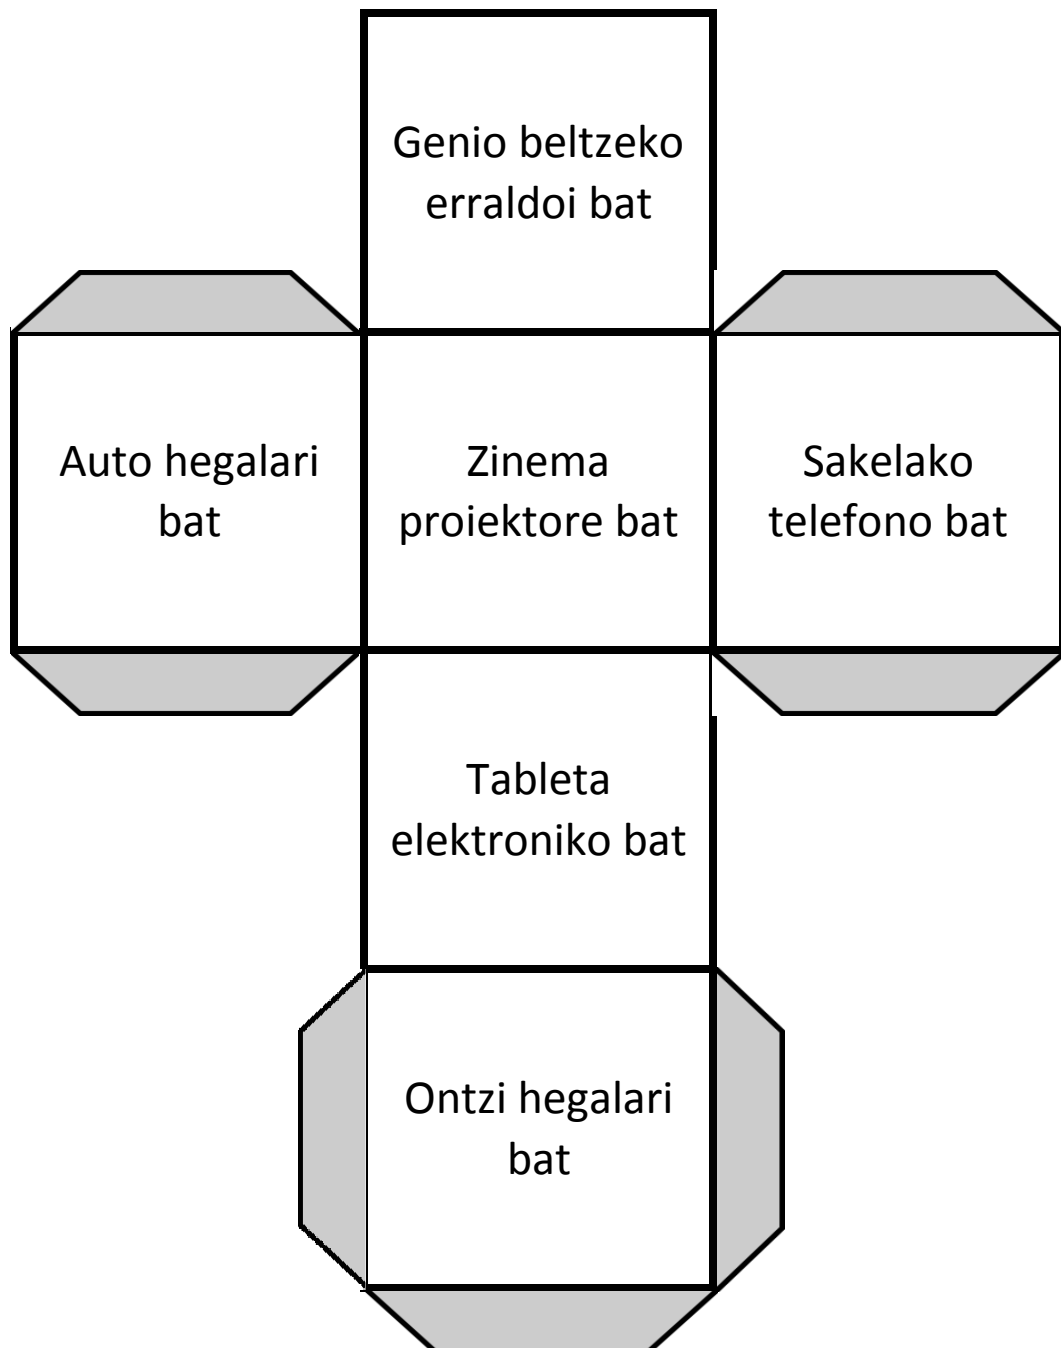 Genio beltzeko
erraldoi bat
Auto hegalari
bat
Zinema
proiektore bat
Sakelako
telefono bat
Tableta
elektroniko bat
Ontzi hegalari
bat